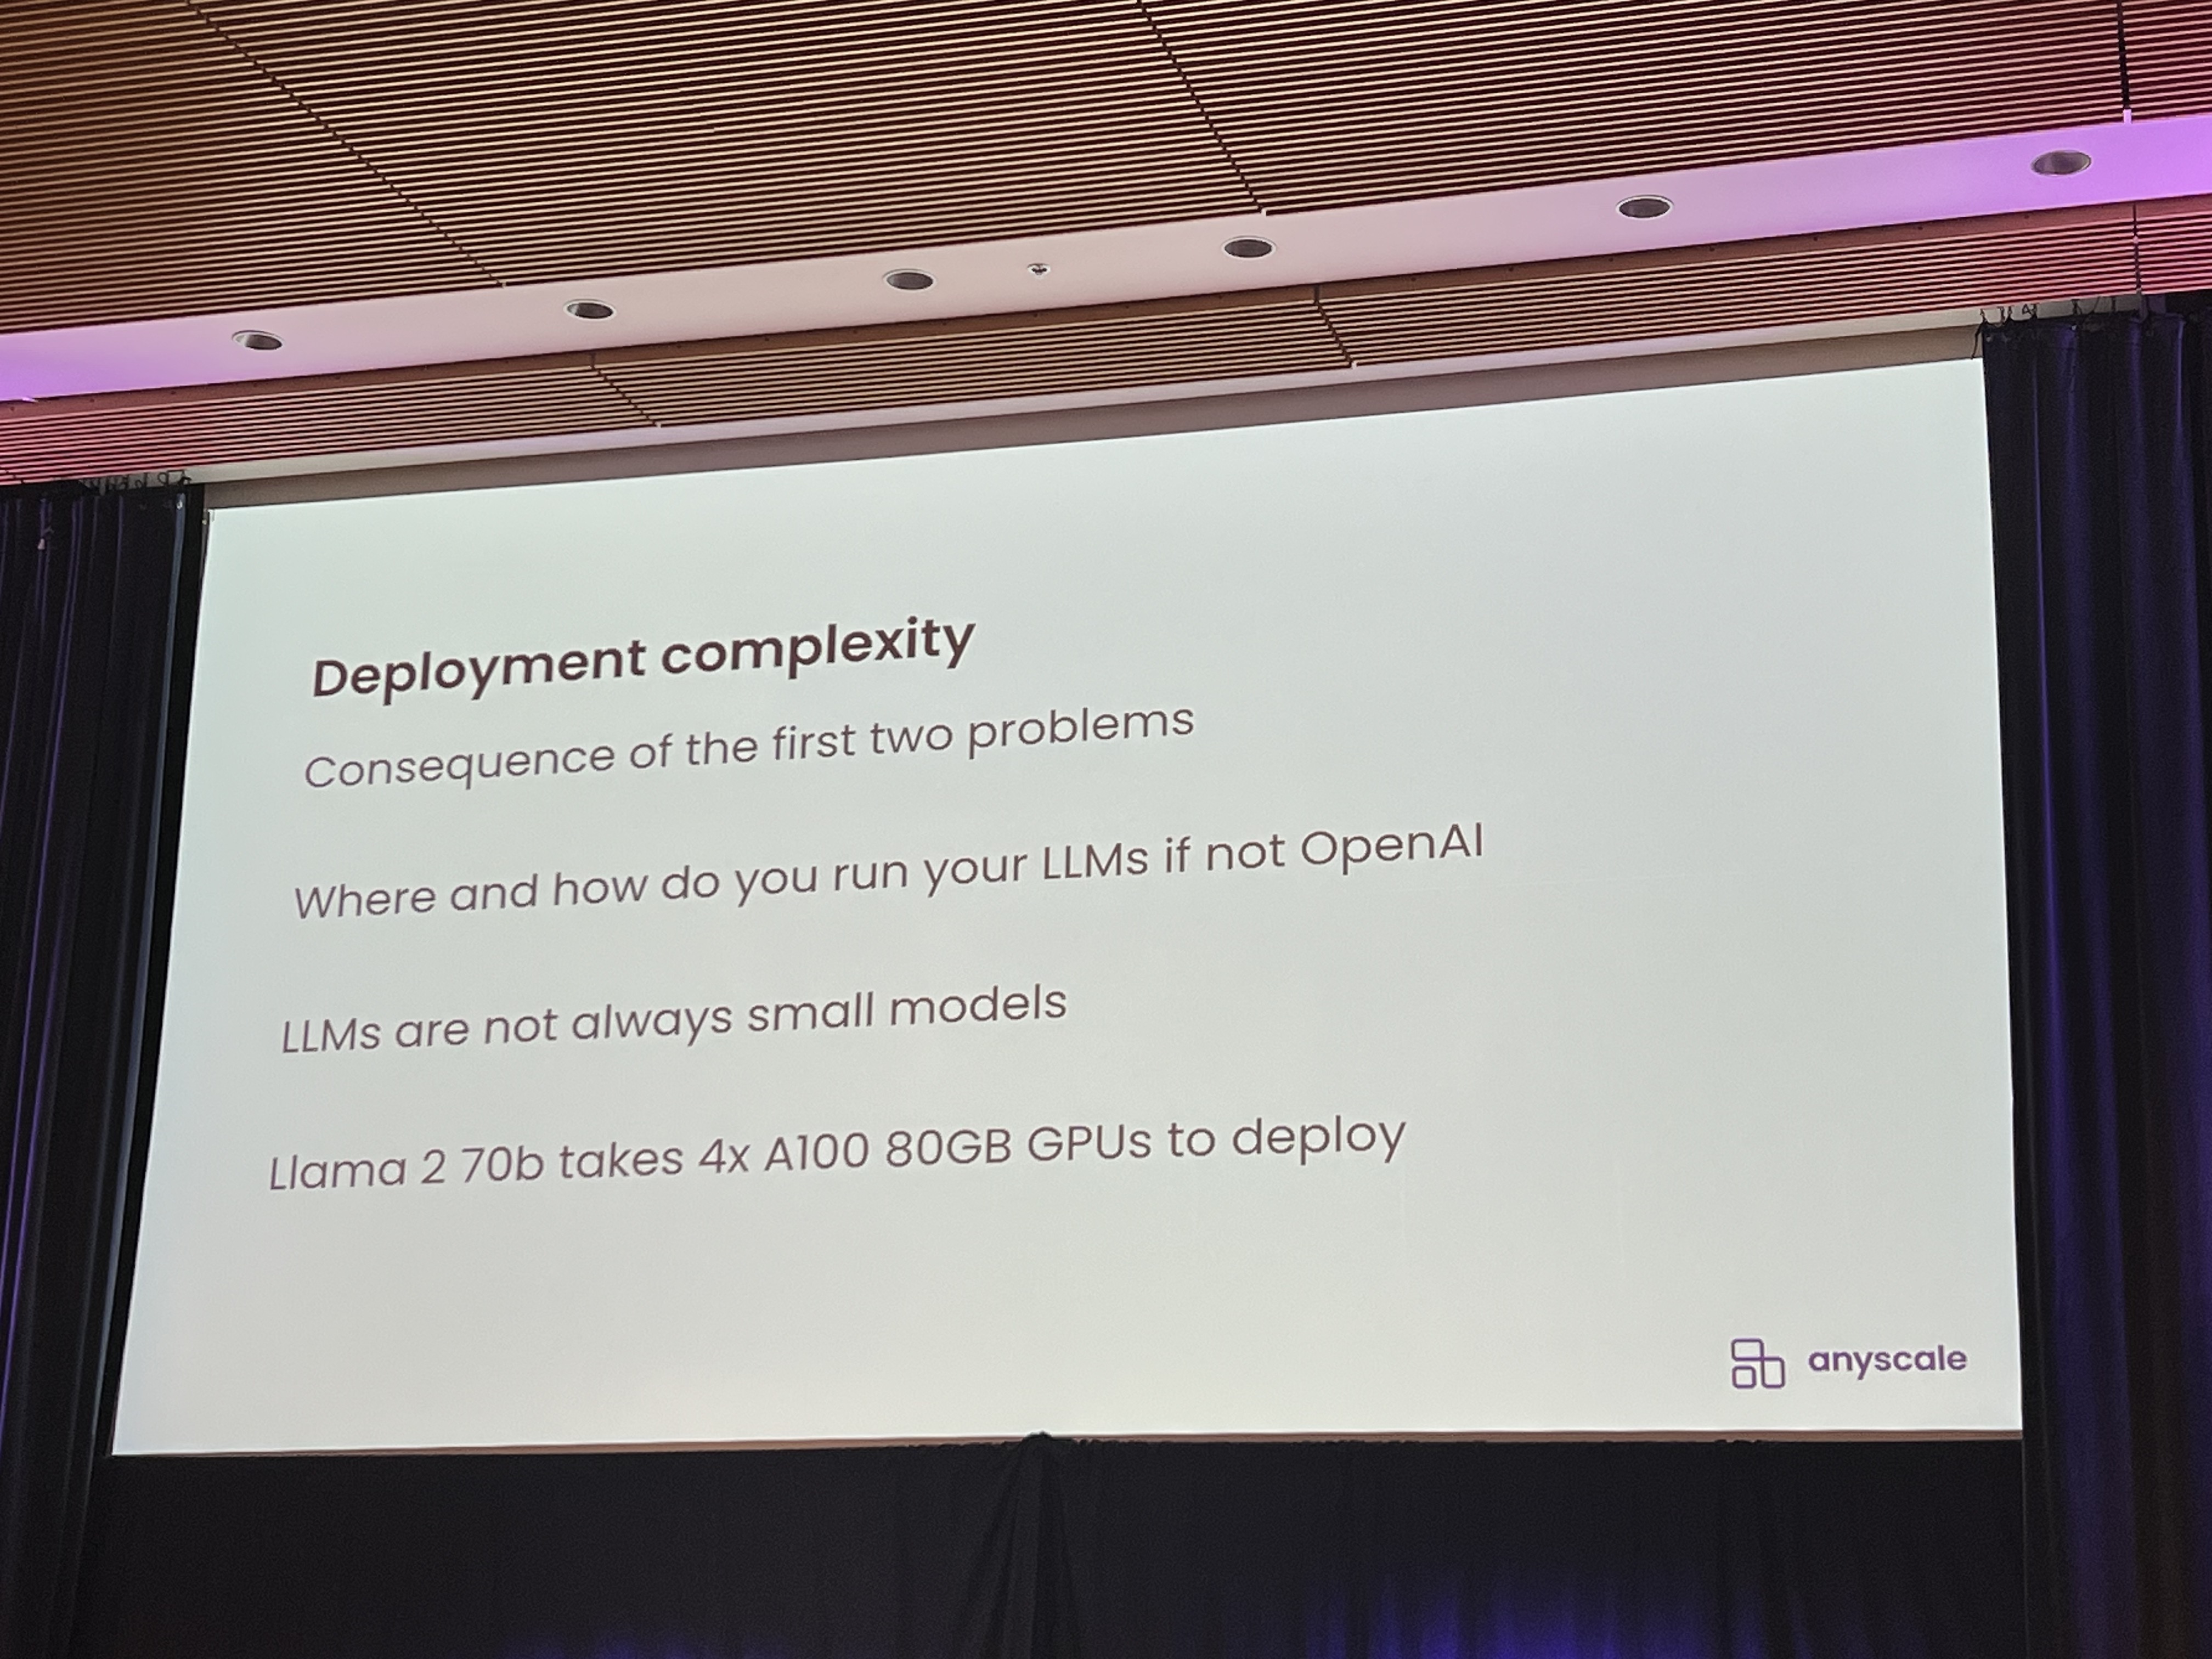 Deployment complexity
Consequence of the first two problems
Where and how do you run your LLMs if not OpenAI
LLMs are not always small models
Llama 2 70b takes 4x A100 80GB GPUs to deploy
anyscale